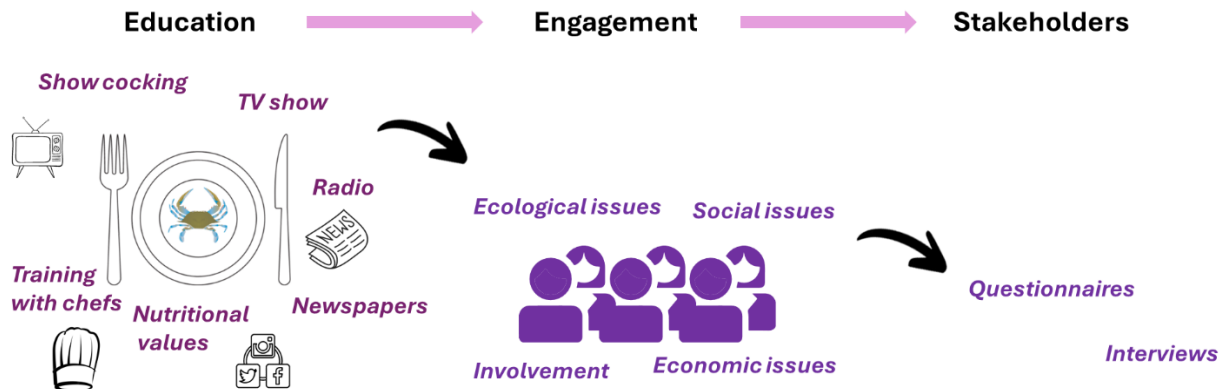 Education
Engagement
Stakeholders
Show cocking
TV show
Radio
NEWS
Training
with chefs
Nutritional
values
Newspapers
Ecological issues
Social issues
Involvement
Economic issues
Questionnaires
Interviews